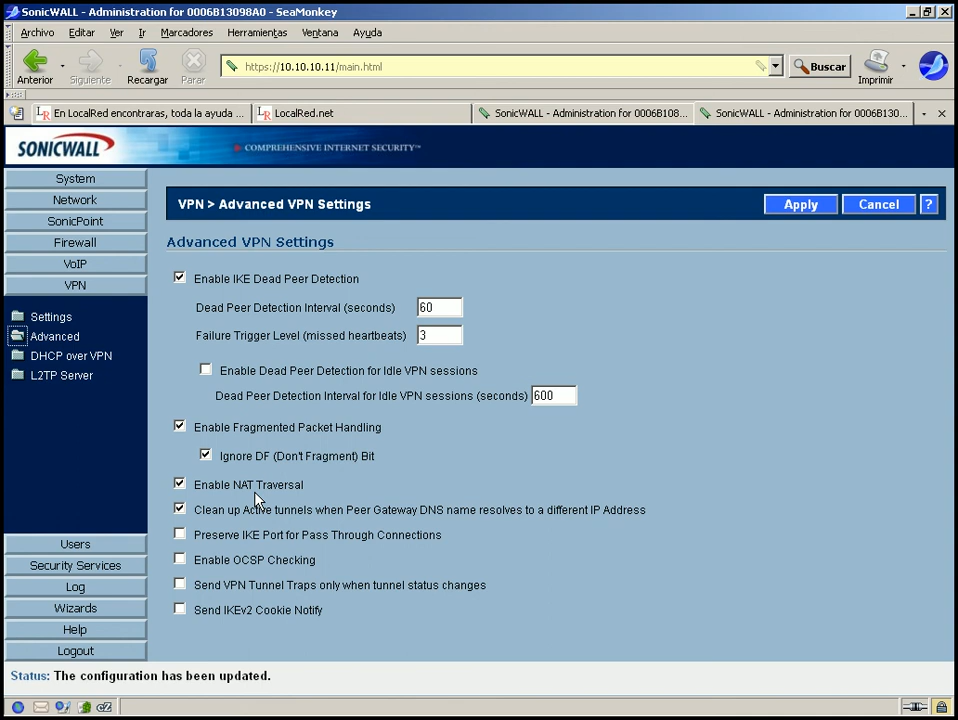 SonicWALL - Administration for 0006B13098A0 - SeaMonkey
Archivo Editar Ver Ir Marcadores Herramientas Ventana Ayuda
Anterior Siguiente Recargar Parar https://10.10.10.11/main.html Buscar Imprimir
En LocalRed encontraras, toda la ayuda ... LocalRed.net SonicWALL - Administration for 0006B108... SonicWALL - Administration for 0006B130...
SONICWALL COMPREHENSIVE INTERNET SECURITY™
System
Network
SonicPoint
Firewall
VoIP
VPN
Settings
Advanced
DHCP over VPN
L2TP Server
Users
Security Services
Log
Wizards
Help
Logout
VPN > Advanced VPN Settings Apply Cancel ?
Advanced VPN Settings
Enable IKE Dead Peer Detection
Dead Peer Detection Interval (seconds) 60
Failure Trigger Level (missed heartbeats) 3
Enable Dead Peer Detection for Idle VPN sessions
Dead Peer Detection Interval for Idle VPN sessions (seconds) 600
Enable Fragmented Packet Handling
Ignore DF (Don't Fragment) Bit
Enable NAT Traversal
Clean up Active tunnels when Peer Gateway DNS name resolves to a different IP Address
Preserve IKE Port for Pass Through Connections
Enable OCSP Checking
Send VPN Tunnel Traps only when tunnel status changes
Send IKEv2 Cookie Notify
Status: The configuration has been updated.